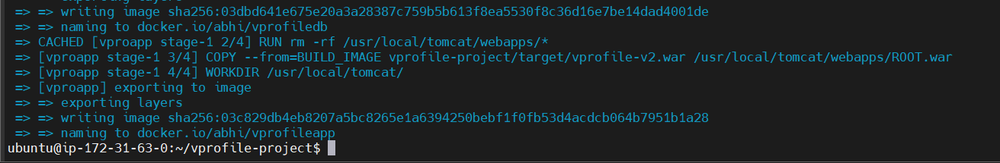 => => writing image sha256:03dbd641e675e20a3a28387c759b5b613f8ea5530f8c36d16e7be14dad4001de
=> => naming to docker.io/abhi/vprofiledb
=> CACHED [vproapp stage-1 2/4] RUN rm -rf /usr/local/tomcat/webapps/*
=> [vproapp stage-1 3/4] COPY --from=BUILD_IMAGE vprofile-project/target/vprofile-v2.war /usr/local/tomcat/webapps/ROOT.war
=> [vproapp stage-1 4/4] WORKDIR /usr/local/tomcat/
=> [vproapp] exporting to image
=> => exporting layers
=> => writing image sha256:03c829db4eb8207a5bc8265e1a6394250bebf1f0fb53d4acdcb064b7951b1a28
=> => naming to docker.io/abhi/vprofileapp
ubuntu@ip-172-31-63-0:~/vprofile-project$